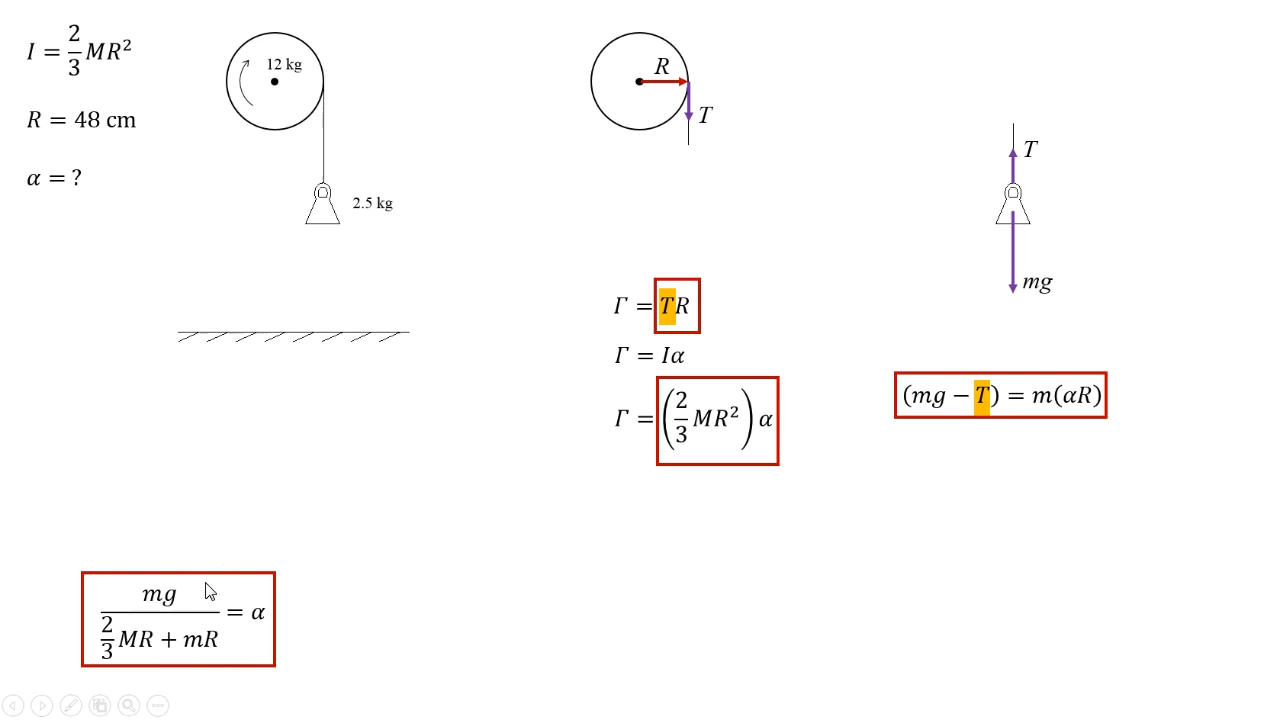 I = 2/3 MR²
R = 48 cm
α = ?
12 kg
2.5 kg
R
T
T
mg
Γ = TR
Γ = Iα
Γ = (2/3 MR²) α
(mg − T) = m(αR)
mg / (2/3 MR + mR) = α